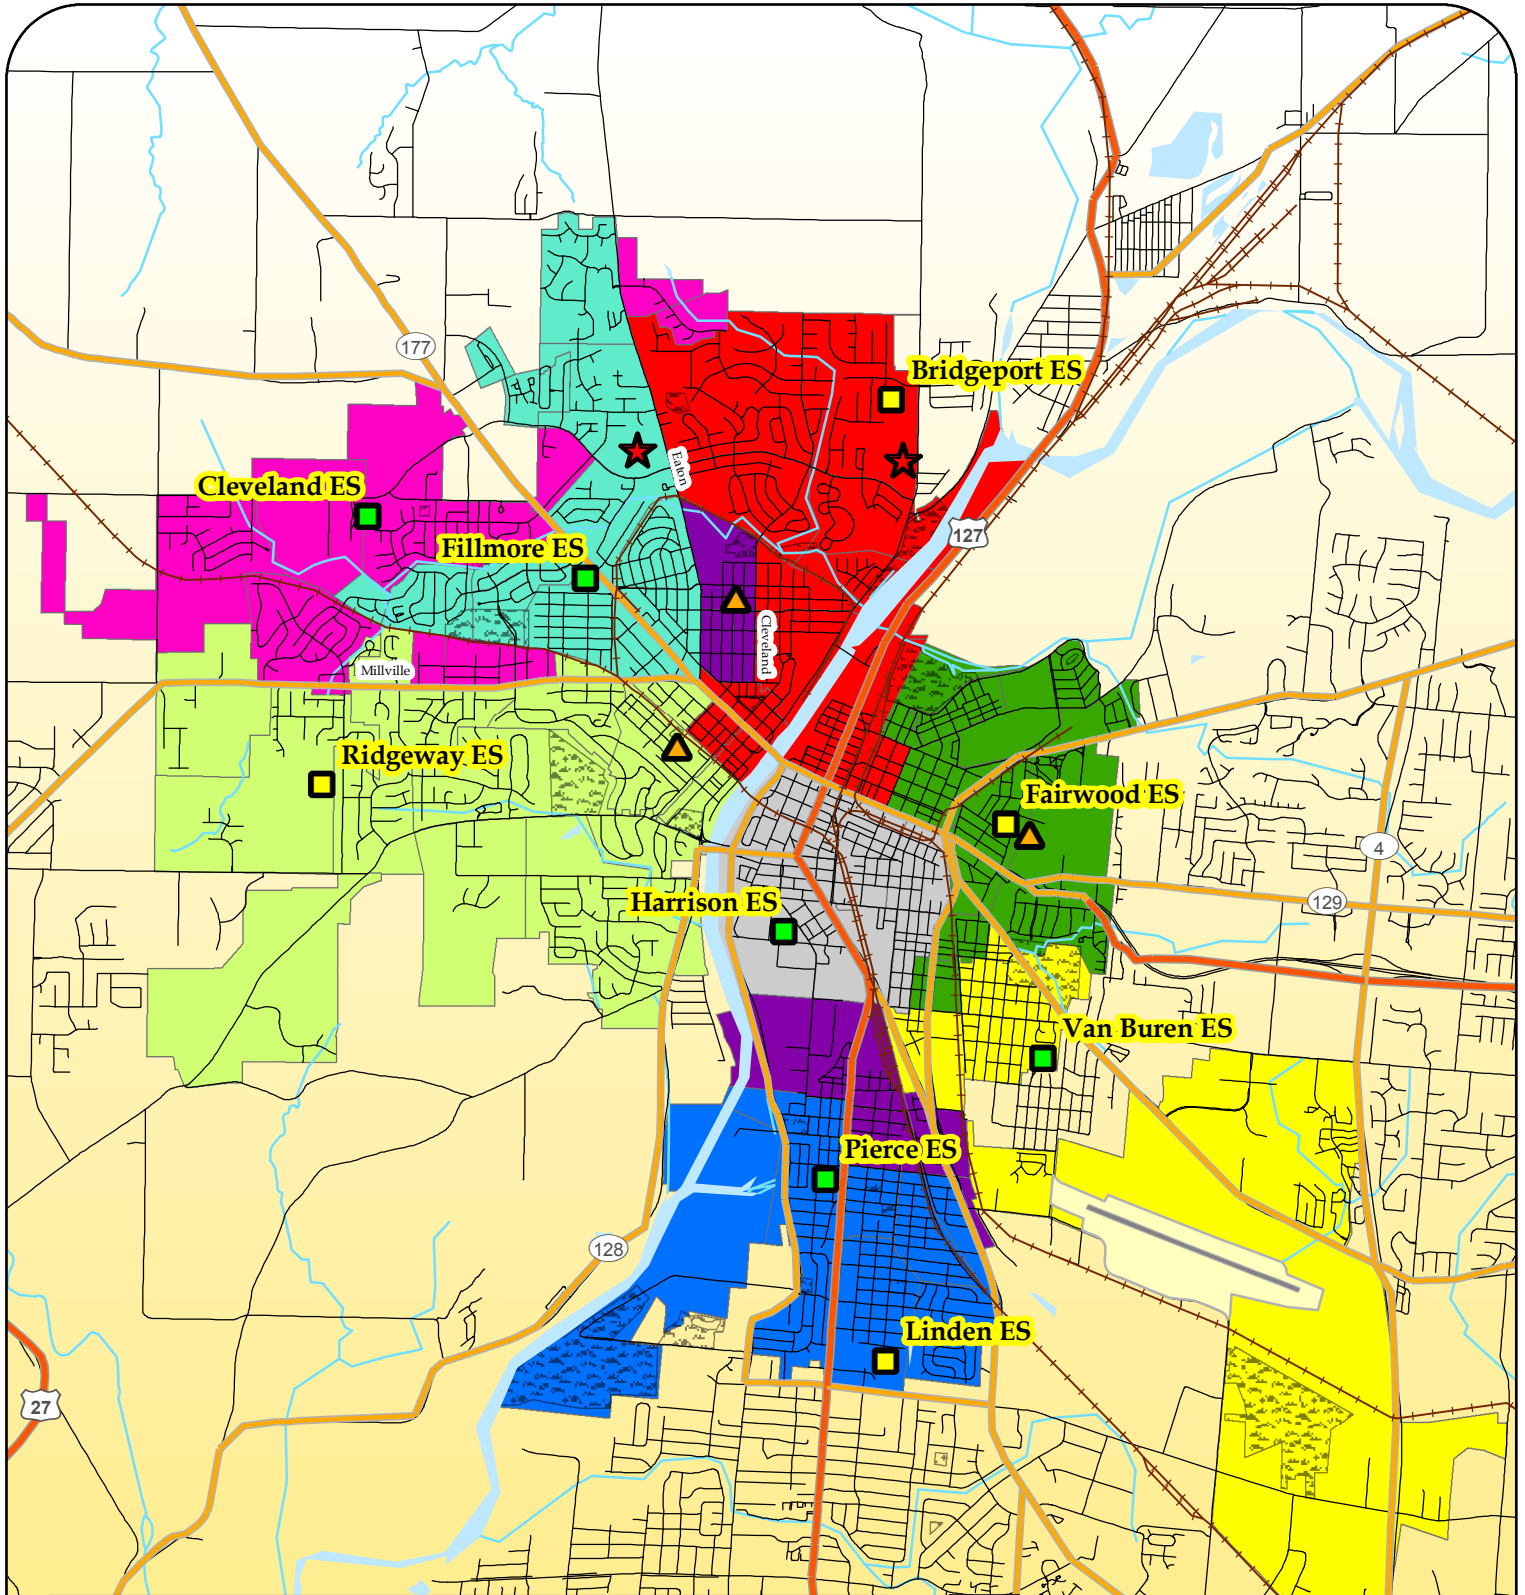 177
Bridgeport ES
Eaton
Cleveland ES
127
Fillmore ES
Cleveland
Millville
Ridgeway ES
Fairwood ES
4
Harrison ES
129
Van Buren ES
Pierce ES
128
Linden ES
27